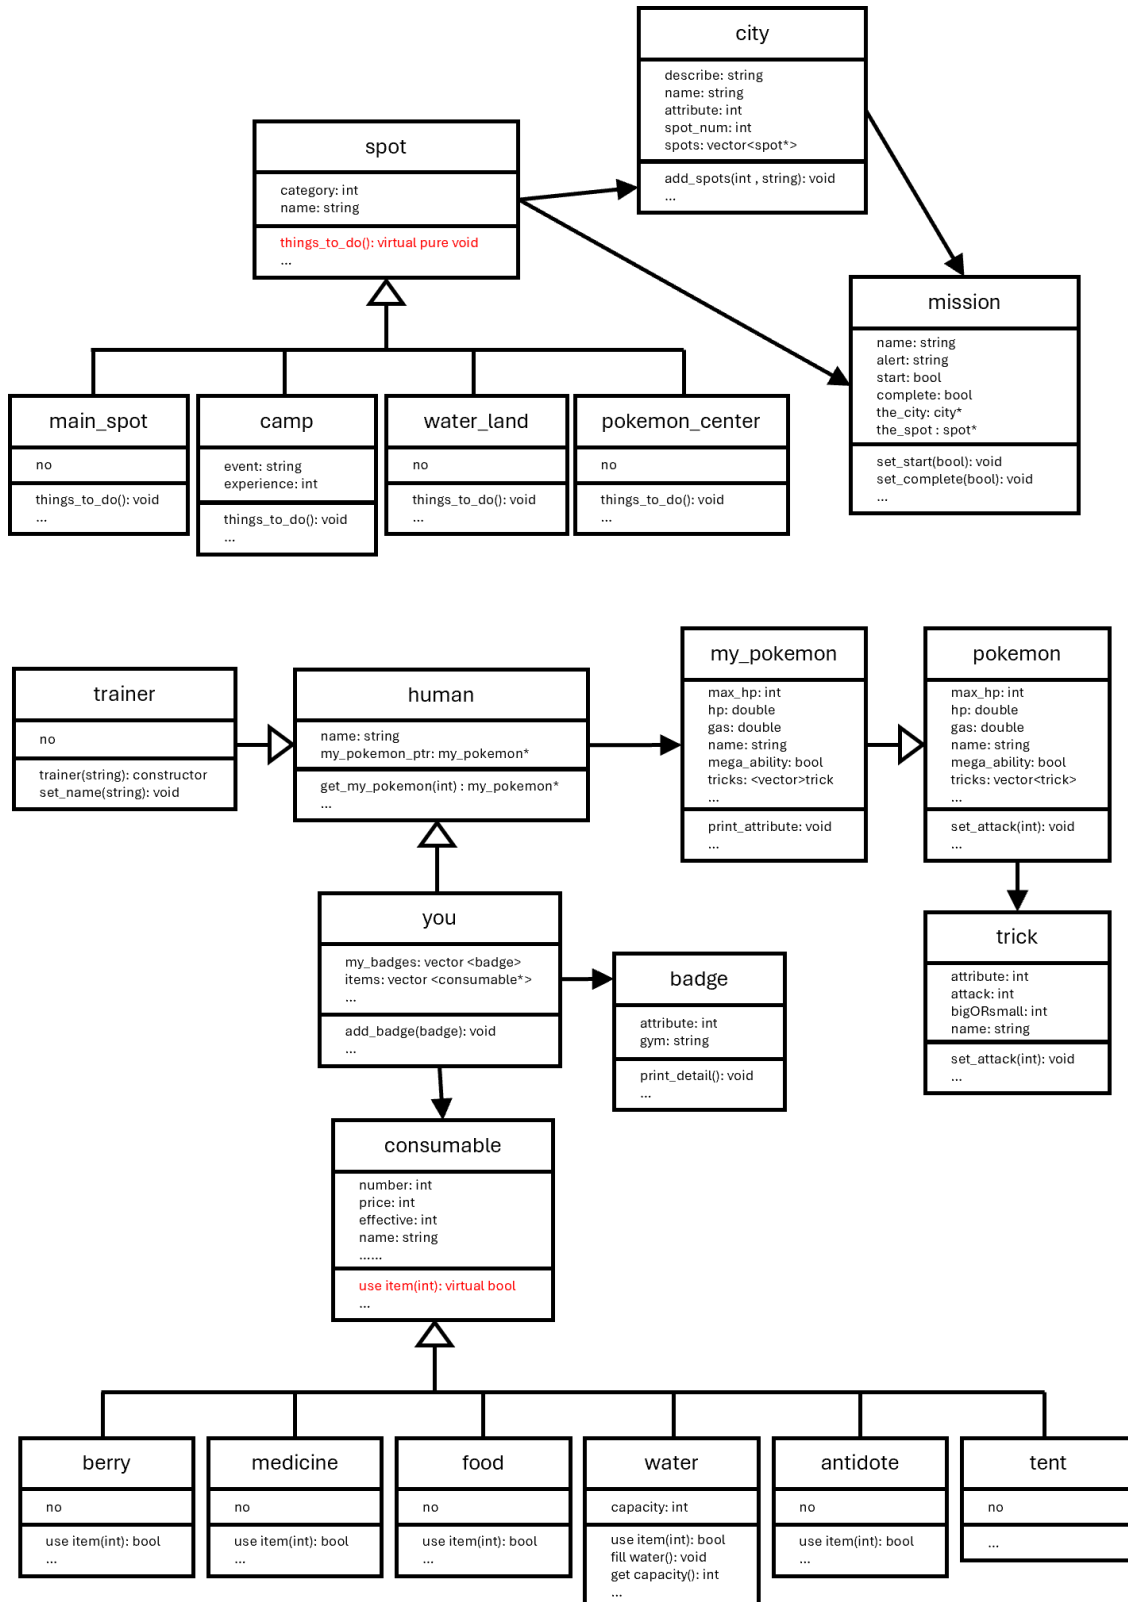 city
describe: string
name: string
attribute: int
spot_num: int
spots: vector<spot*>
add_spots(int , string): void
...
spot
category: int
name: string
things_to_do(): virtual pure void
...
mission
name: string
alert: string
start: bool
complete: bool
the_city: city*
the_spot : spot*
set_start(bool): void
set_complete(bool): void
...
main_spot
no
things_to_do(): void
...
camp
event: string
experience: int
things_to_do(): void
...
water_land
no
things_to_do(): void
...
pokemon_center
no
things_to_do(): void
...
trainer
no
trainer(string): constructor
set_name(string): void
human
name: string
my_pokemon_ptr: my_pokemon*
get_my_pokemon(int) : my_pokemon*
...
my_pokemon
max_hp: int
hp: double
gas: double
name: string
mega_ability: bool
tricks: <vector>trick
...
print_attribute: void
...
pokemon
max_hp: int
hp: double
gas: double
name: string
mega_ability: bool
tricks: vector<trick>
...
set_attack(int): void
...
you
my_badges: vector <badge>
items: vector <consumable*>
...
add_badge(badge): void
...
badge
attribute: int
gym: string
print_detail(): void
...
trick
attribute: int
attack: int
bigORsmall: int
name: string
set_attack(int): void
...
consumable
number: int
price: int
effective: int
name: string
......
use item(int): virtual bool
...
berry
no
use item(int): bool
...
medicine
no
use item(int): bool
...
food
no
use item(int): bool
...
water
capacity: int
use item(int): bool
fill water(): void
get capacity(): int
...
antidote
no
use item(int): bool
...
tent
no
...